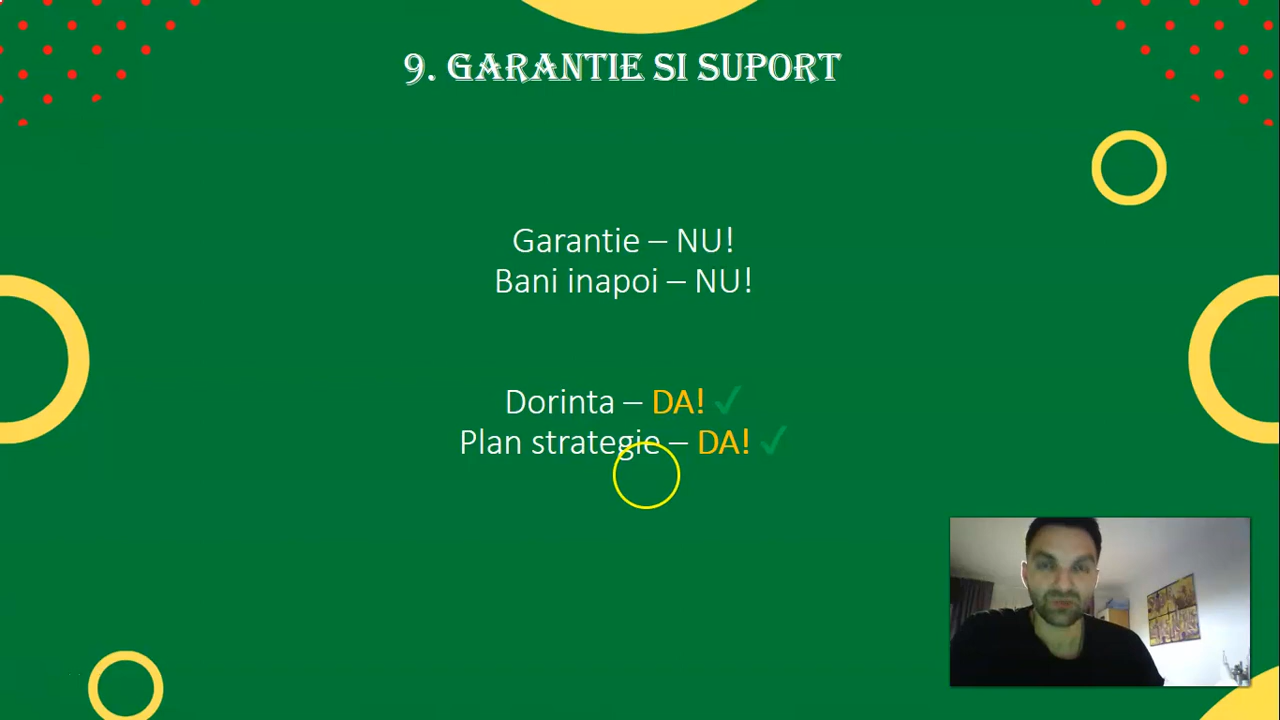 9. GARANTIE SI SUPORT
Garantie – NU!
Bani inapoi – NU!
Dorinta – DA! ✓
Plan strategie – DA! ✓